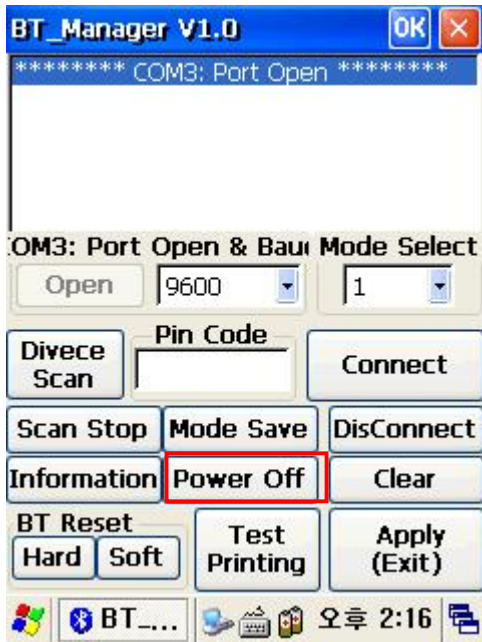 BT_Manager V1.0 OK
******** COM3: Port Open ********
:OM3: Port Open & Bau Mode Select
Open 9600 1
Divece Scan
Pin Code
Connect
Scan Stop Mode Save DisConnect
Information Power Off Clear
BT Reset
Hard Soft
Test Printing
Apply (Exit)
BT_... 오후 2:16